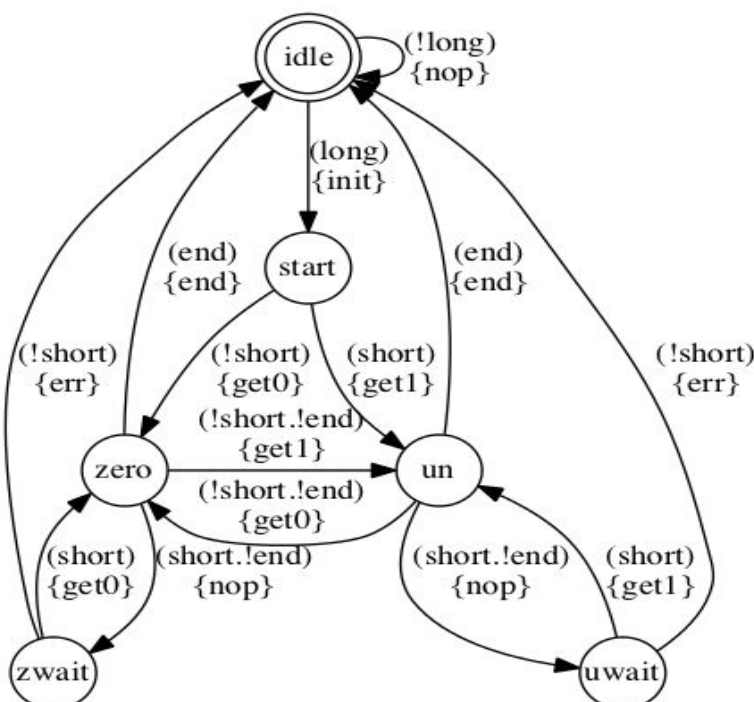 idle
(!long)
{nop}
(long)
{init}
(end)
{end}
start
(end)
{end}
(!short)
{err}
(!short)
{get0}
(short)
{get1}
(!short)
{err}
(!short.!end)
{get1}
zero
un
(!short.!end)
{get0}
(short)
{get0}
(short.!end)
{nop}
(short.!end)
{nop}
(short)
{get1}
zwait
uwait